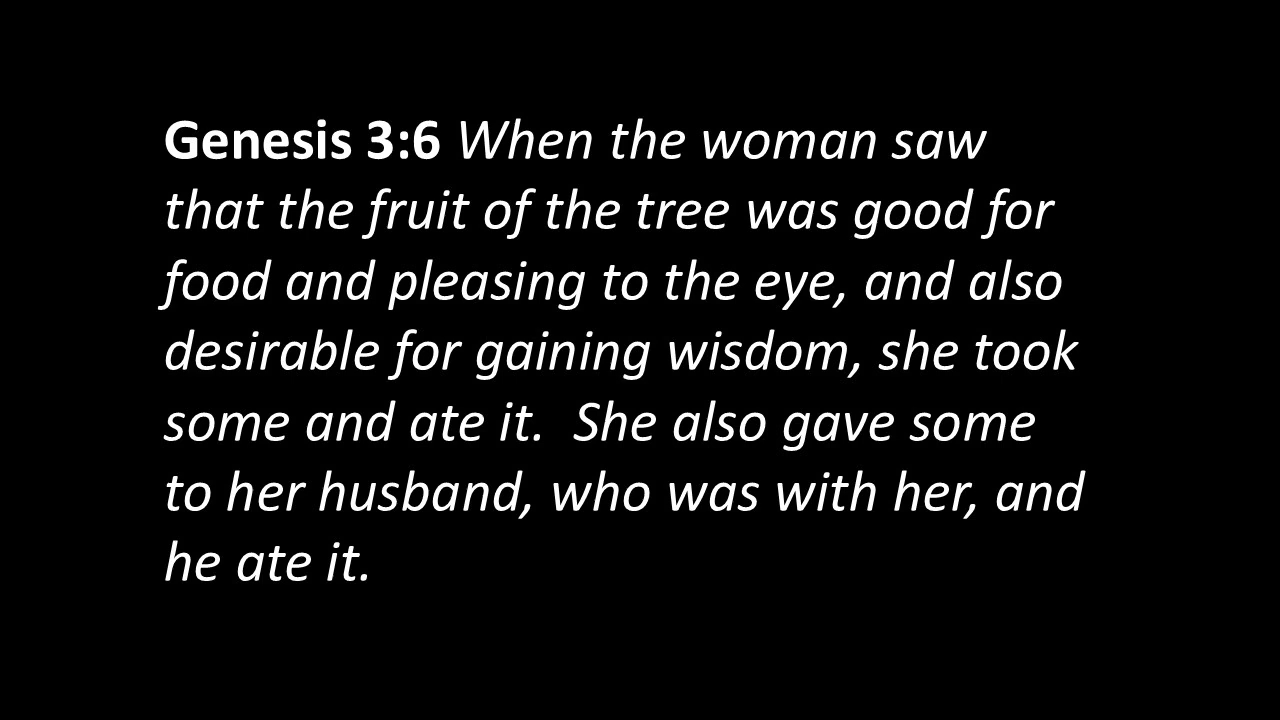 Genesis 3:6 When the woman saw
that the fruit of the tree was good for
food and pleasing to the eye, and also
desirable for gaining wisdom, she took
some and ate it.  She also gave some
to her husband, who was with her, and
he ate it.